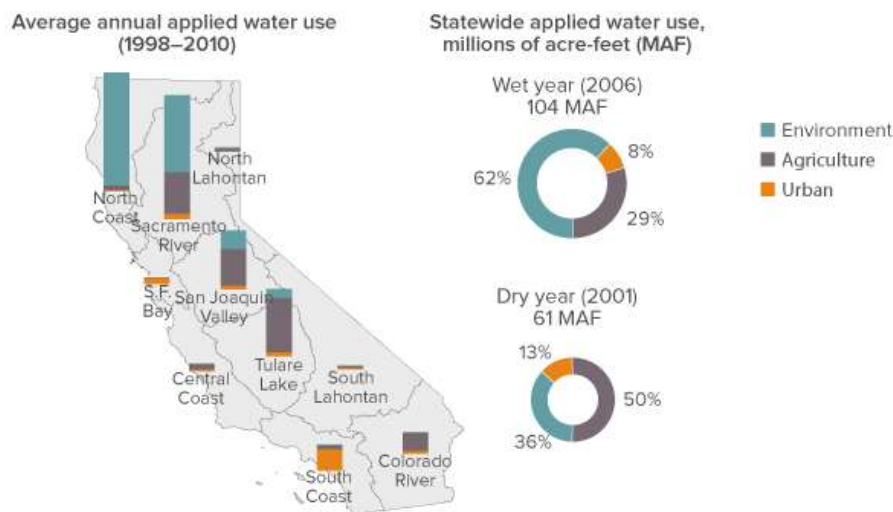 Average annual applied water use
(1998–2010)
North
Lahontan
North
Coast
Sacramento
River
S.F.
Bay
San Joaquin
Valley
Central
Coast
Tulare
Lake
South
Lahontan
South
Coast
Colorado
River
Statewide applied water use,
millions of acre-feet (MAF)
Wet year (2006)
104 MAF
62%
8%
29%
Dry year (2001)
61 MAF
13%
50%
36%
Environment
Agriculture
Urban